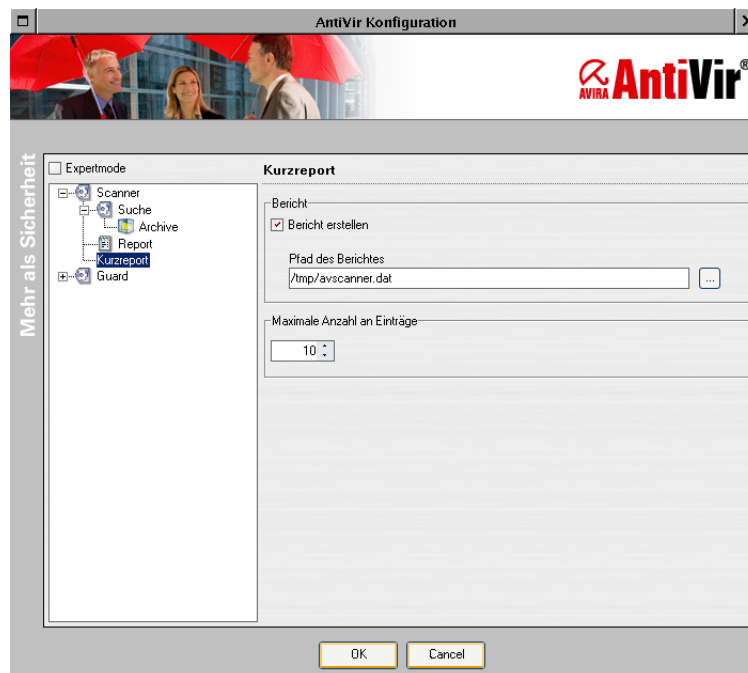 AntiVir Konfiguration
AVIRA AntiVir®
Mehr als Sicherheit
Expertmode
Scanner
Suche
Archive
Report
Kurzreport
Guard
Kurzreport
Bericht
Bericht erstellen
Pfad des Berichtes
/tmp/avscanner.dat
...
Maximale Anzahl an Einträge
10
OK
Cancel